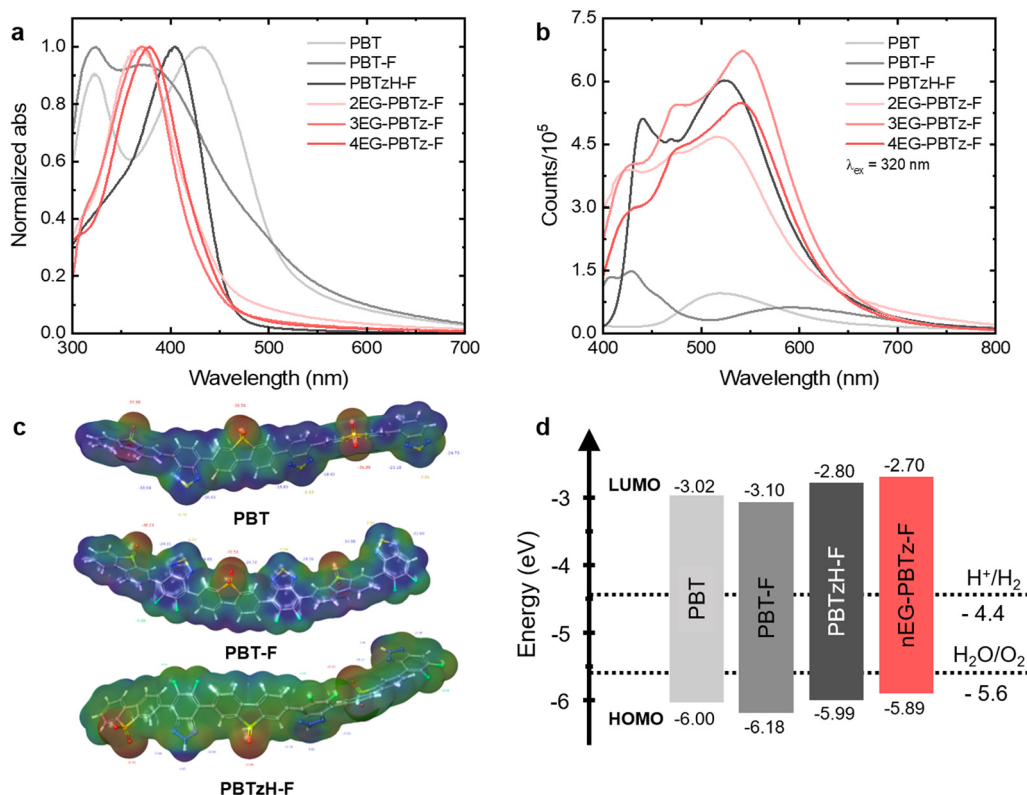 a
Normalized abs
1.0
0.8
0.6
0.4
0.2
0.0
300
400
500
600
700
Wavelength (nm)
PBT
PBT-F
PBTzH-F
2EG-PBTz-F
3EG-PBTz-F
4EG-PBTz-F
b
Counts/10⁵
7.5
6.0
4.5
3.0
1.5
0.0
400
500
600
700
800
Wavelength (nm)
PBT
PBT-F
PBTzH-F
2EG-PBTz-F
3EG-PBTz-F
4EG-PBTz-F
λex = 320 nm
c
PBT
PBT-F
PBTzH-F
d
Energy (eV)
-3
-4
-5
-6
LUMO
HOMO
-3.02
-3.10
-2.80
-2.70
PBT
PBT-F
PBTzH-F
nEG-PBTz-F
-6.00
-6.18
-5.99
-5.89
H⁺/H₂
- 4.4
H₂O/O₂
- 5.6